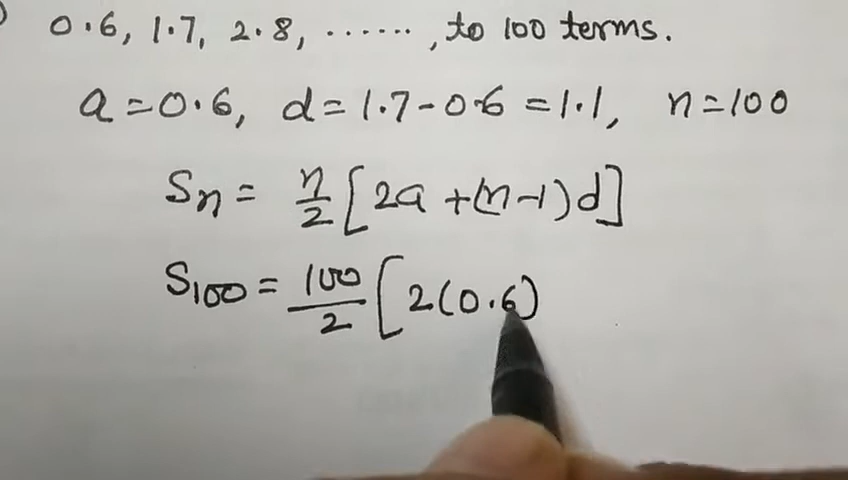 ) 0.6, 1.7, 2.8, ......, to 100 terms.
a = 0.6, d = 1.7 - 0.6 = 1.1, n = 100
Sn = n/2 [2a + (n-1)d]
S100 = 100/2 [2(0.6)